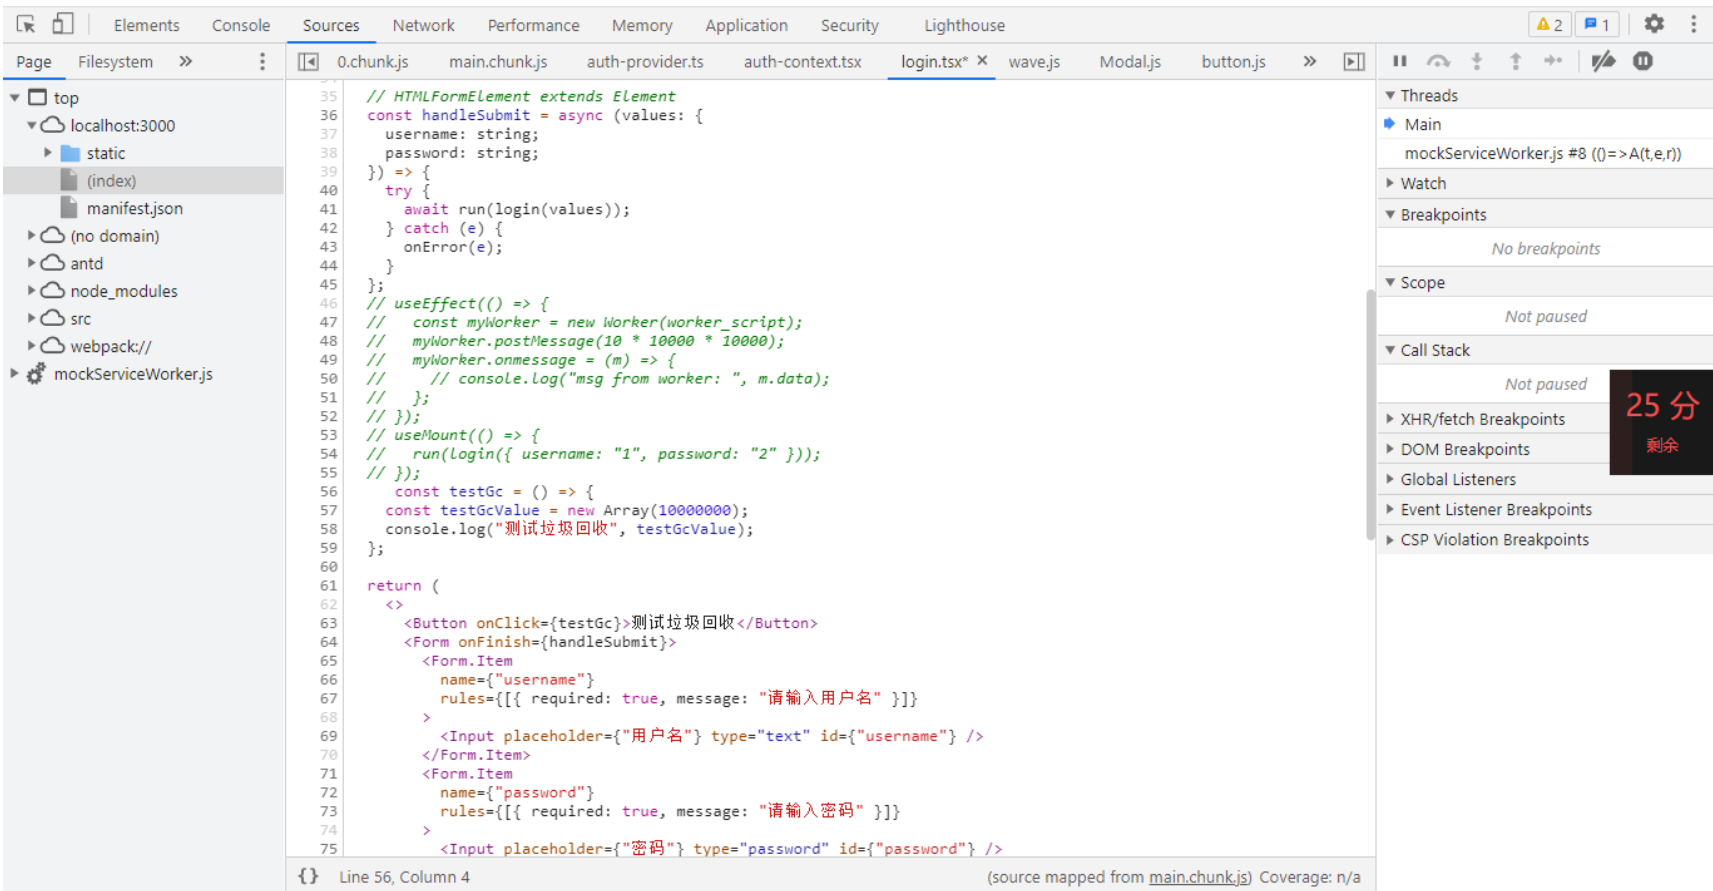 Elements Console Sources Network Performance Memory Application Security Lighthouse 2 1
Page Filesystem » 0.chunk.js main.chunk.js auth-provider.ts auth-context.tsx login.tsx* × wave.js Modal.js button.js »
top
localhost:3000
static
(index)
manifest.json
(no domain)
antd
node_modules
src
webpack://
mockServiceWorker.js
35 // HTMLFormElement extends Element
36 const handleSubmit = async (values: {
37 username: string;
38 password: string;
39 }) => {
40 try {
41 await run(login(values));
42 } catch (e) {
43 onError(e);
44 }
45 };
46 // useEffect(() => {
47 // const myWorker = new Worker(worker_script);
48 // myWorker.postMessage(10 * 10000 * 10000);
49 // myWorker.onmessage = (m) => {
50 // // console.log("msg from worker: ", m.data);
51 // };
52 // });
53 // useMount(() => {
54 // run(login({ username: "1", password: "2" }));
55 // });
56 const testGc = () => {
57 const testGcValue = new Array(10000000);
58 console.log("测试垃圾回收", testGcValue);
59 };
60
61 return (
62 <>
63 <Button onClick={testGc}>测试垃圾回收</Button>
64 <Form onFinish={handleSubmit}>
65 <Form.Item
66 name={"username"}
67 rules={[{ required: true, message: "请输入用户名" }]}
68 >
69 <Input placeholder={"用户名"} type="text" id={"username"} />
70 </Form.Item>
71 <Form.Item
72 name={"password"}
73 rules={[{ required: true, message: "请输入密码" }]}
74 >
75 <Input placeholder={"密码"} type="password" id={"password"} />
{} Line 56, Column 4 (source mapped from main.chunk.js) Coverage: n/a
Threads
Main
mockServiceWorker.js #8 (()=>A(t,e,r))
Watch
Breakpoints
No breakpoints
Scope
Not paused
Call Stack
Not paused
XHR/fetch Breakpoints
DOM Breakpoints
Global Listeners
Event Listener Breakpoints
CSP Violation Breakpoints
25 分
剩余